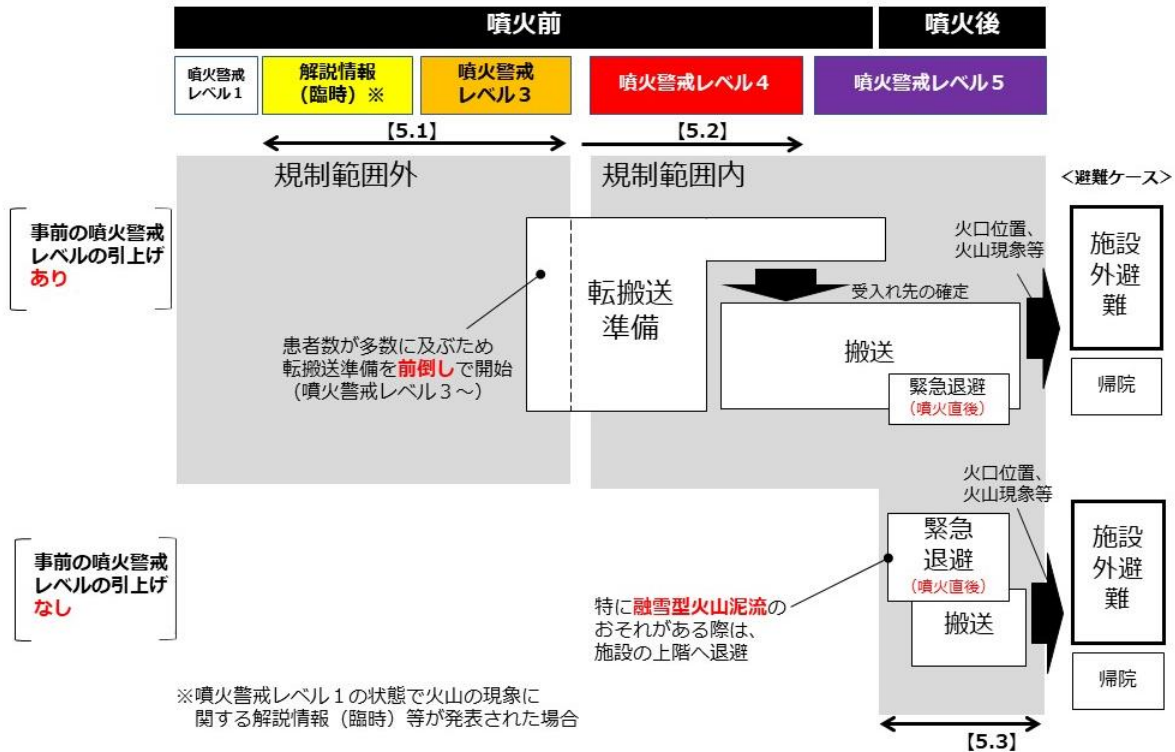 噴火前
噴火後
噴火警戒
レベル1
解説情報
（臨時）※
噴火警戒
レベル3
噴火警戒レベル4
噴火警戒レベル5
【5.1】
【5.2】
規制範囲外
規制範囲内
＜避難ケース＞
事前の噴火警戒
レベルの引上げ
あり
転搬送
準備
患者数が多数に及ぶため
転搬送準備を前倒しで開始
（噴火警戒レベル3～）
受入れ先の確定
搬送
緊急退避
（噴火直後）
火口位置、
火山現象等
施設
外避
難
帰院
事前の噴火警戒
レベルの引上げ
なし
特に融雪型火山泥流の
おそれがある際は、
施設の上階へ退避
緊急
退避
（噴火直後）
搬送
火口位置、
火山現象等
施設
外避
難
帰院
※噴火警戒レベル1の状態で火山の現象に
関する解説情報（臨時）等が発表された場合
【5.3】